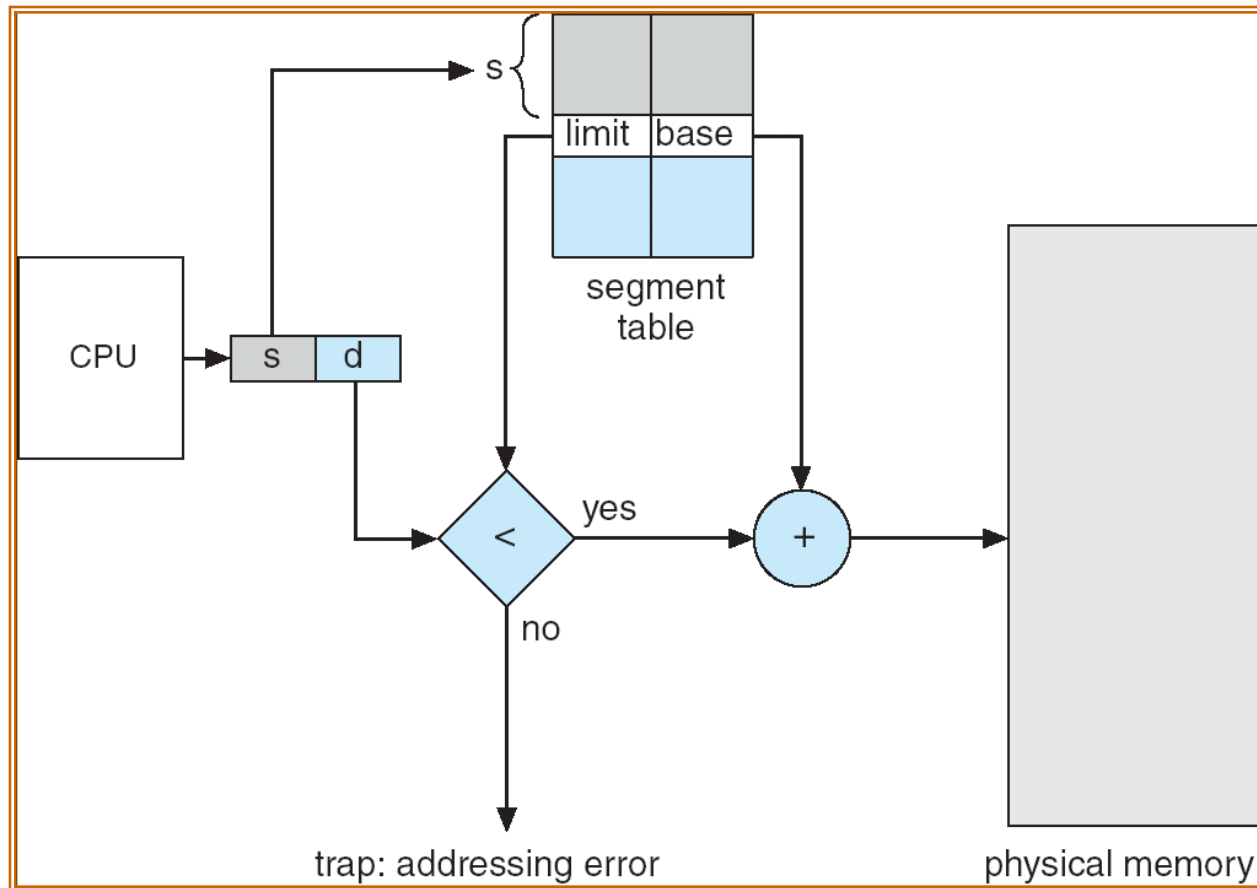 s
limit base
segment
table
CPU
s d
<
yes
+
no
trap: addressing error
physical memory